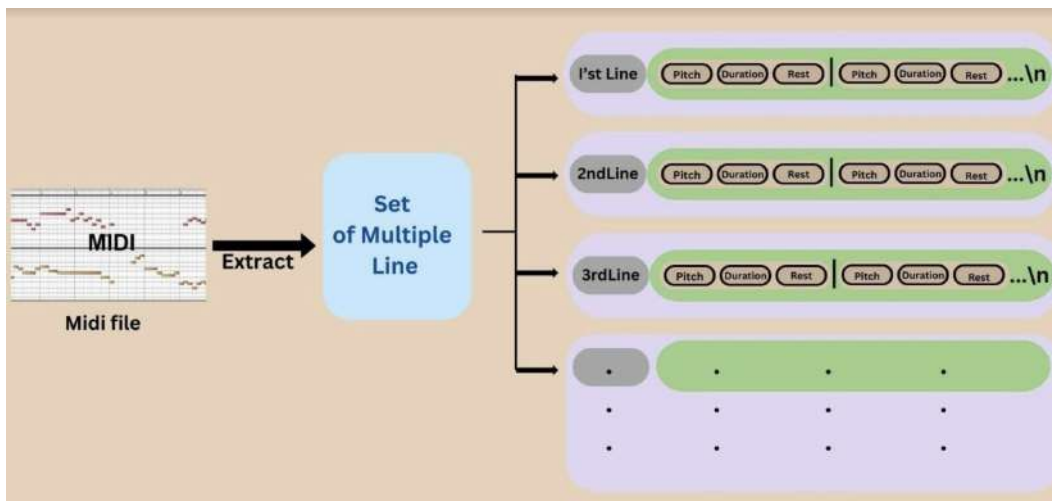 I'st Line Pitch Duration Rest | Pitch Duration Rest ...\n
2ndLine Pitch Duration Rest | Pitch Duration Rest ...\n
Set
of Multiple
Line
MIDI
Extract
Midi file
3rdLine Pitch Duration Rest | Pitch Duration Rest ...\n